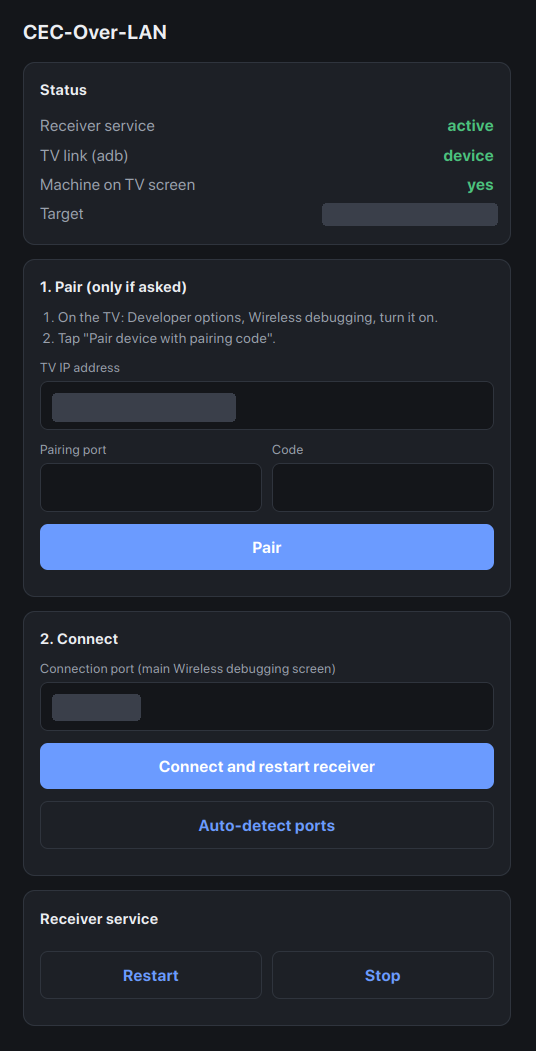 CEC-Over-LAN
Status
Receiver service active
TV link (adb) device
Machine on TV screen yes
Target
1. Pair (only if asked)
1. On the TV: Developer options, Wireless debugging, turn it on.
2. Tap "Pair device with pairing code".
TV IP address
Pairing port Code
Pair
2. Connect
Connection port (main Wireless debugging screen)
Connect and restart receiver
Auto-detect ports
Receiver service
Restart Stop